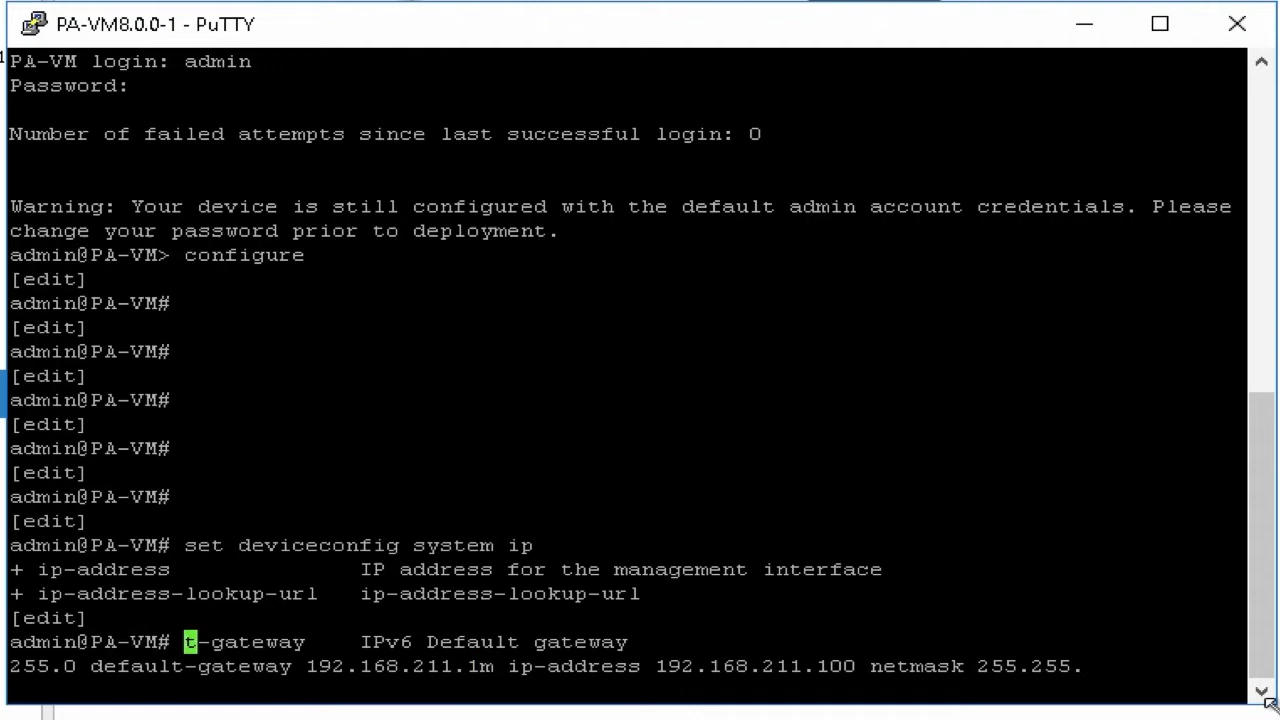 PA-VM8.0.0-1 - PuTTY
PA-VM login: admin
Password:
Number of failed attempts since last successful login: 0
Warning: Your device is still configured with the default admin account credentials. Please
change your password prior to deployment.
admin@PA-VM> configure
[edit]
admin@PA-VM#
[edit]
admin@PA-VM#
[edit]
admin@PA-VM#
[edit]
admin@PA-VM#
[edit]
admin@PA-VM#
[edit]
admin@PA-VM# set deviceconfig system ip
+ ip-address IP address for the management interface
+ ip-address-lookup-url ip-address-lookup-url
[edit]
admin@PA-VM# t-gateway IPv6 Default gateway
255.0 default-gateway 192.168.211.1m ip-address 192.168.211.100 netmask 255.255.